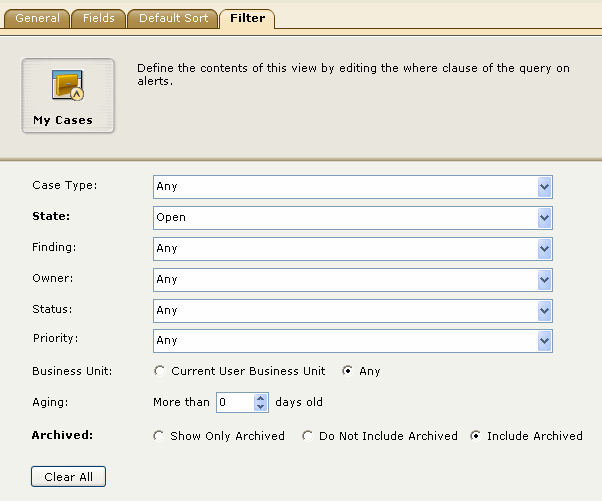 General Fields Default Sort Filter
Define the contents of this view by editing the where clause of the query on
alerts.
My Cases
Case Type: Any
State: Open
Finding: Any
Owner: Any
Status: Any
Priority: Any
Business Unit: Current User Business Unit Any
Aging: More than 0 days old
Archived: Show Only Archived Do Not Include Archived Include Archived
Clear All